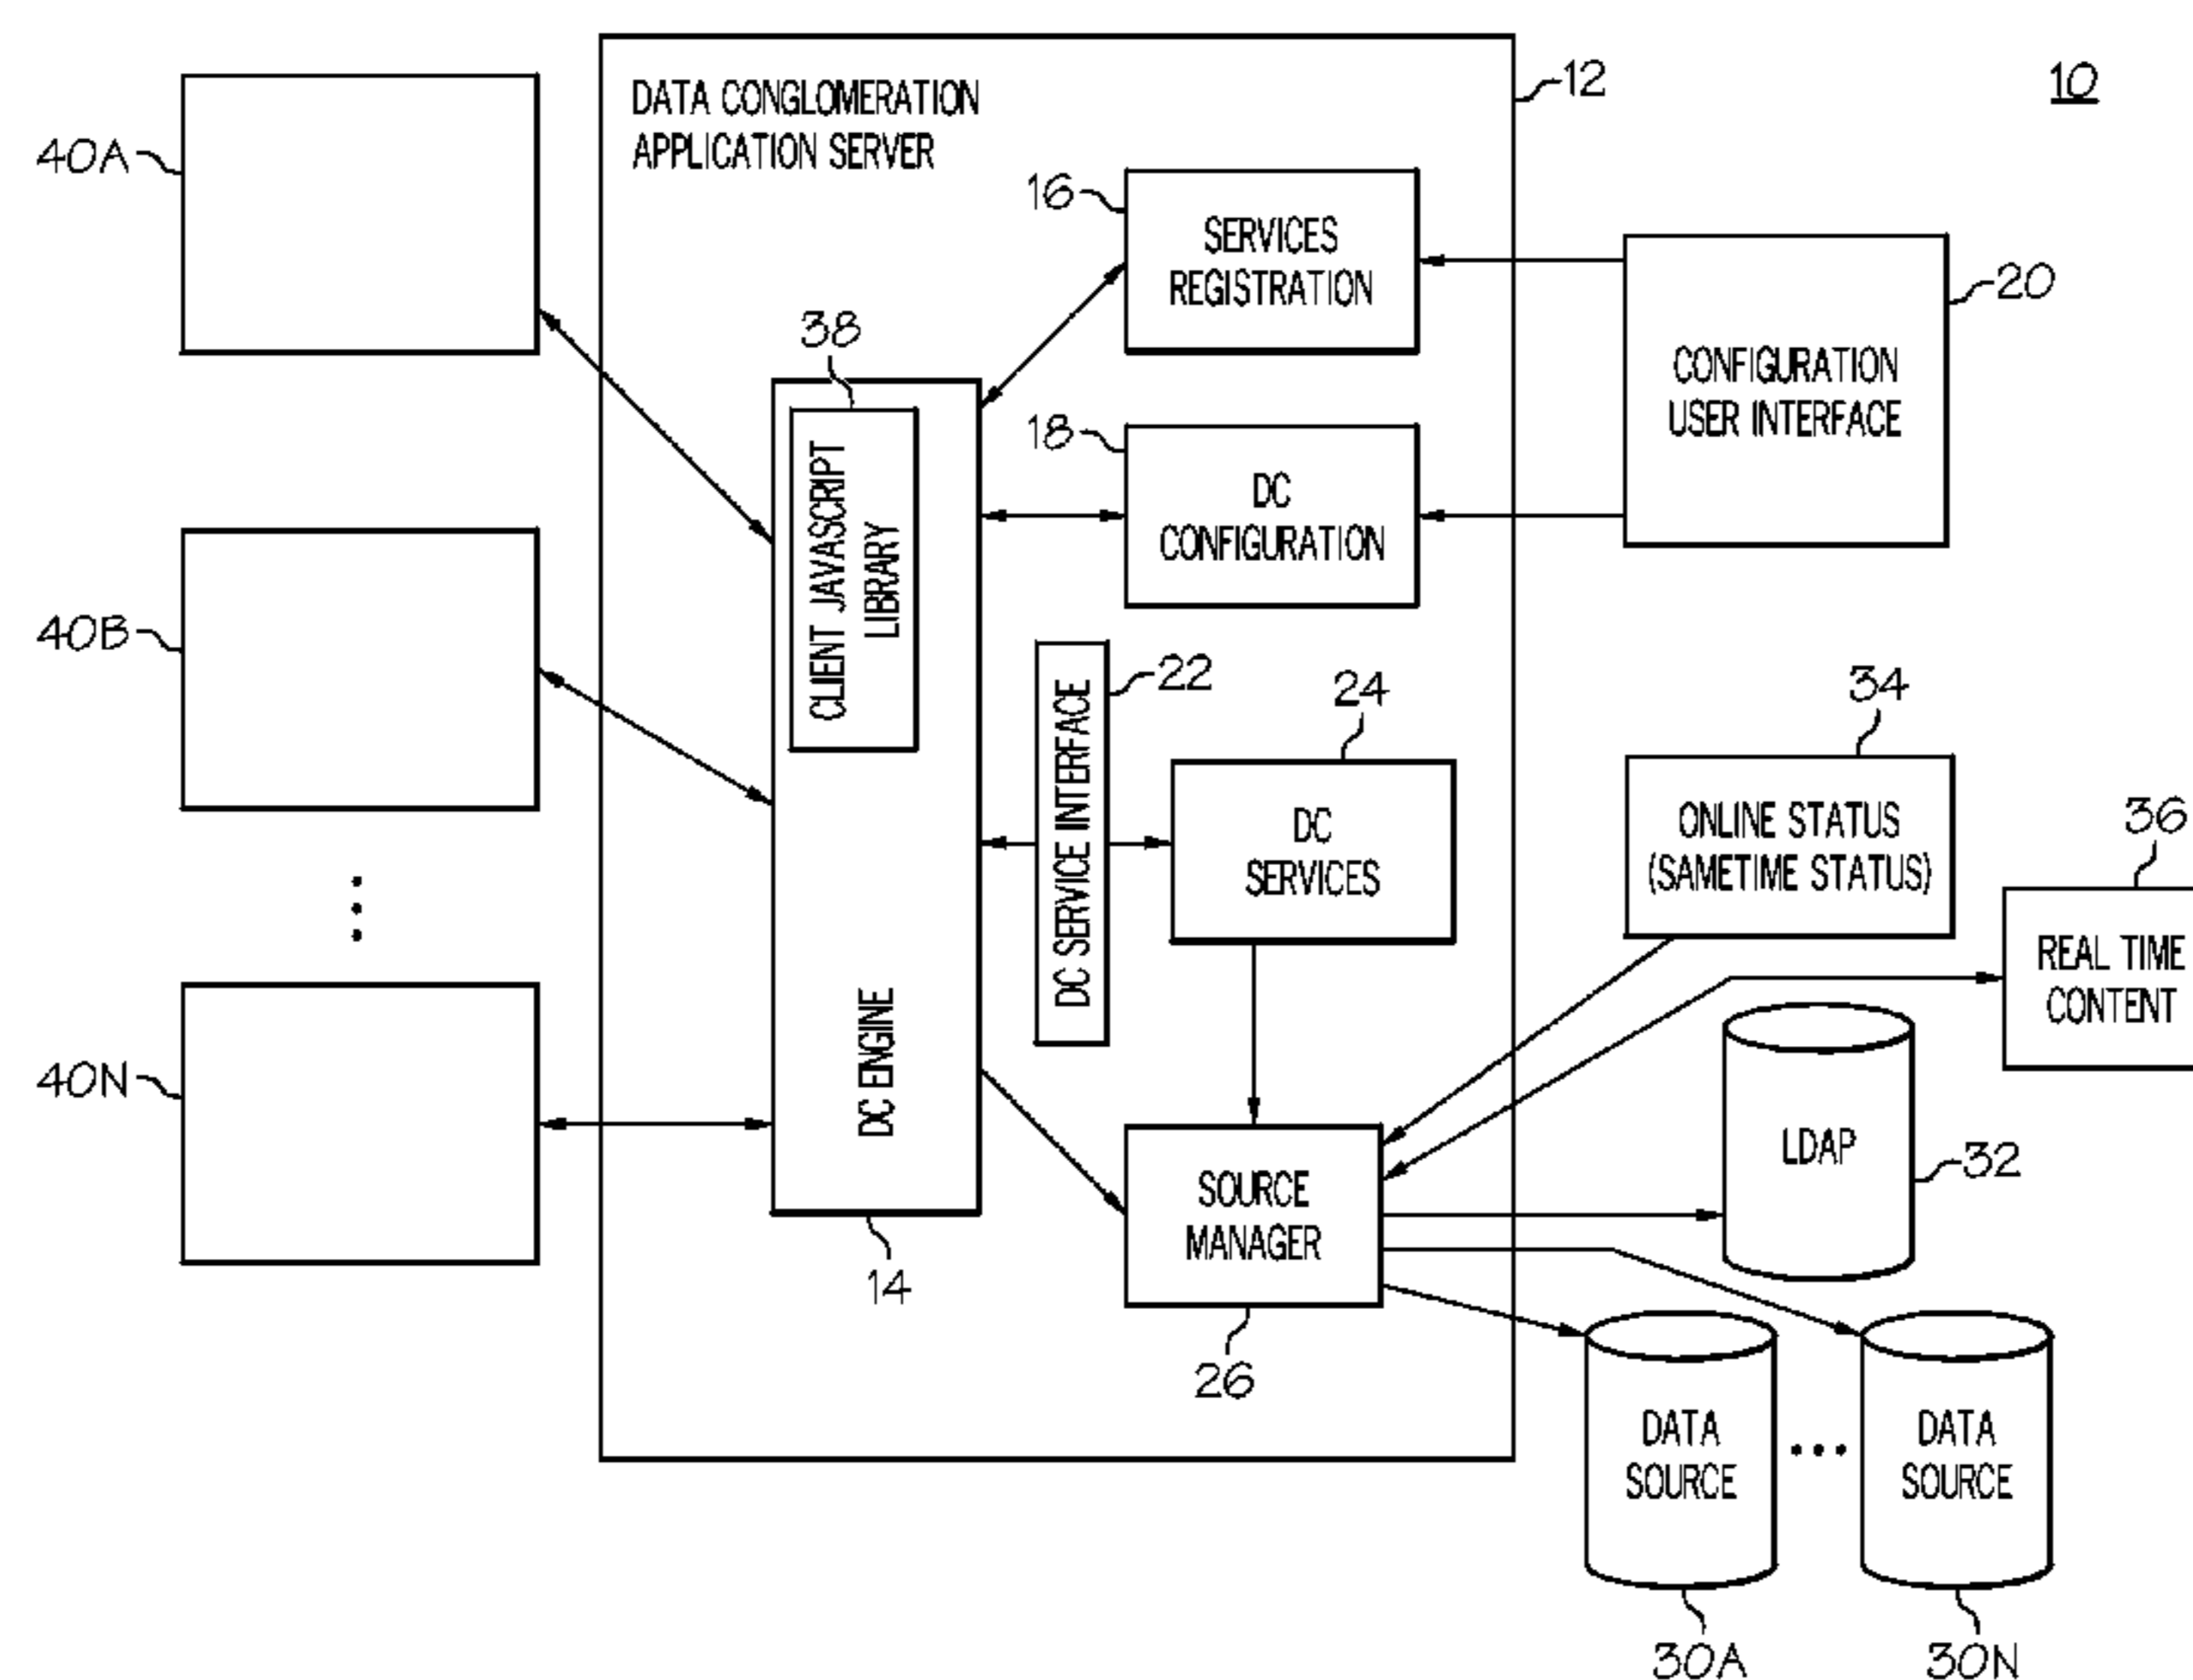 DATA CONGLOMERATION
APPLICATION SERVER
12
10
40A
16
SERVICES
REGISTRATION
20
CONFIGURATION
USER INTERFACE
38
CLIENT JAVASCRIPT
LIBRARY
18
DC
CONFIGURATION
40B
22
DC SERVICE INTERFACE
24
DC
SERVICES
34
ONLINE STATUS
(SAMETIME STATUS)
36
REAL TIME
CONTENT
40N
DC ENGINE
14
SOURCE
MANAGER
26
LDAP
32
DATA
SOURCE
30A
DATA
SOURCE
30N